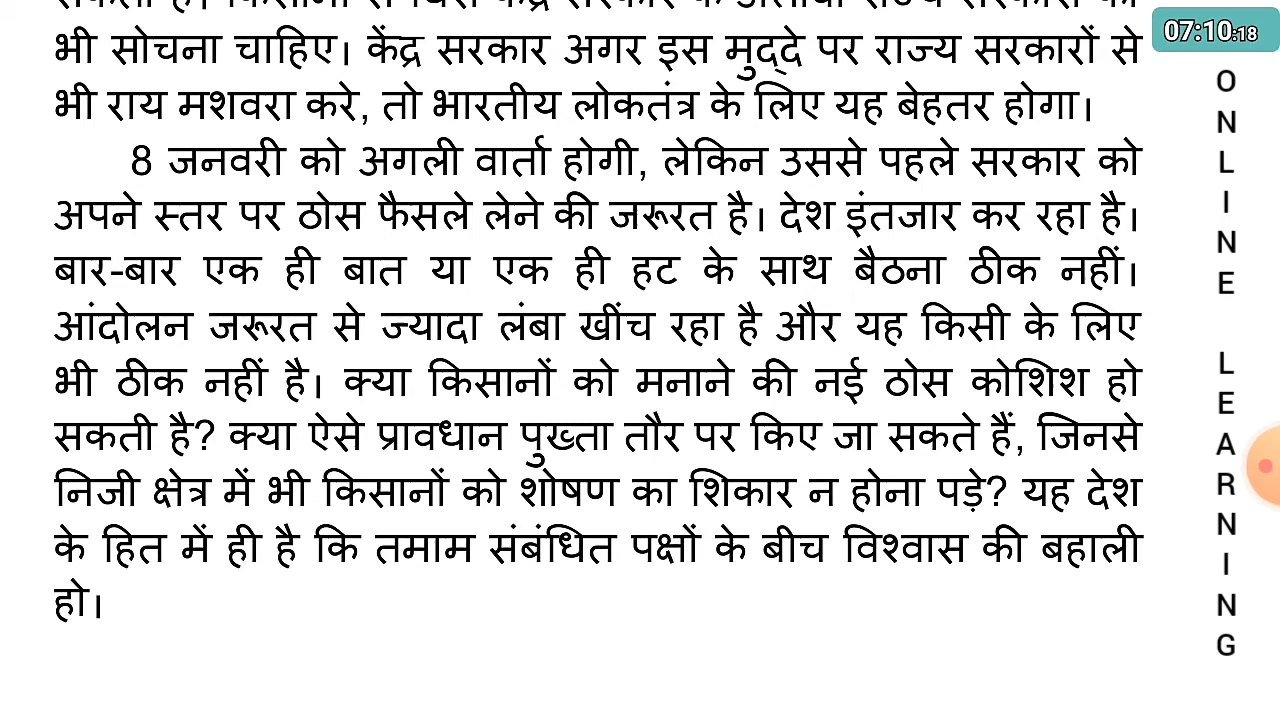 भी सोचना चाहिए। केंद्र सरकार अगर इस मुद्दे पर राज्य सरकारों से
भी राय मशवरा करे, तो भारतीय लोकतंत्र के लिए यह बेहतर होगा।
8 जनवरी को अगली वार्ता होगी, लेकिन उससे पहले सरकार को
अपने स्तर पर ठोस फैसले लेने की जरूरत है। देश इंतजार कर रहा है।
बार-बार एक ही बात या एक ही हट के साथ बैठना ठीक नहीं।
आंदोलन जरूरत से ज्यादा लंबा खींच रहा है और यह किसी के लिए
भी ठीक नहीं है। क्या किसानों को मनाने की नई ठोस कोशिश हो
सकती है? क्या ऐसे प्रावधान पुख्ता तौर पर किए जा सकते हैं, जिनसे
निजी क्षेत्र में भी किसानों को शोषण का शिकार न होना पड़े? यह देश
के हित में ही है कि तमाम संबंधित पक्षों के बीच विश्वास की बहाली
हो।
07:10:18
ONLINE
LEARNING